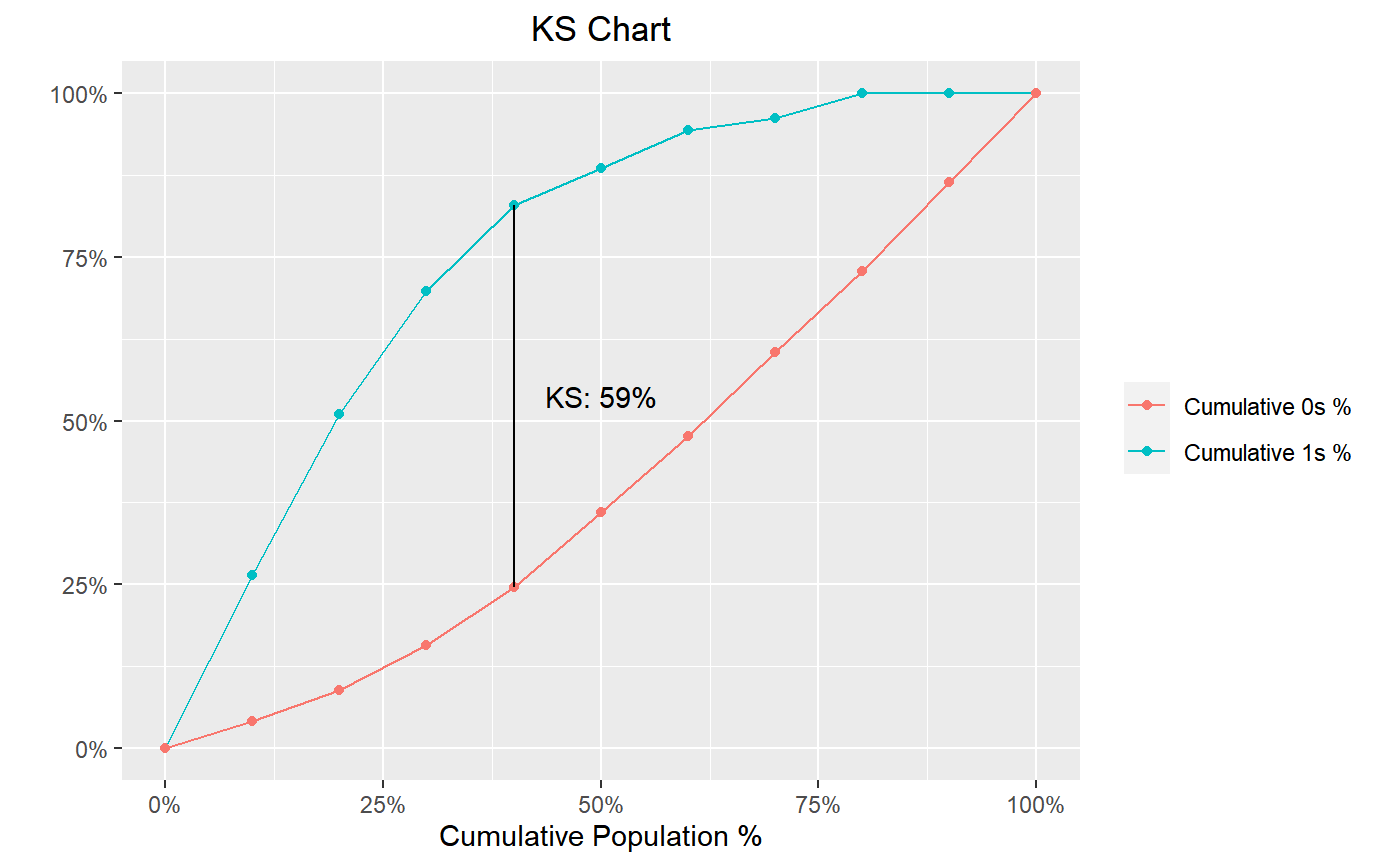 KS Chart
100%
75%
50%
25%
0%
KS: 59%
0%
25%
50%
75%
100%
Cumulative Population %
Cumulative 0s %
Cumulative 1s %